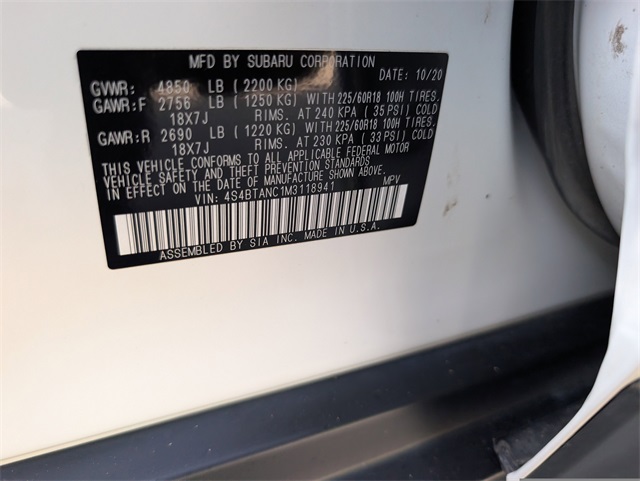 MFD BY SUBARU CORPORATION
DATE: 10/20
GVWR: 4850 LB (2200 KG)
GAWR:F 2756 LB (1250 KG) WITH 225/60R18 100H TIRES.
18X7J RIMS. AT 240 KPA (35 PSI) COLD
GAWR:R 2690 LB (1220 KG) WITH 225/60R18 100H TIRES.
18X7J RIMS. AT 230 KPA (33 PSI) COLD
THIS VEHICLE CONFORMS TO ALL APPLICABLE FEDERAL MOTOR
VEHICLE SAFETY AND THEFT PREVENTION STANDARDS
IN EFFECT ON THE DATE OF MANUFACTURE SHOWN ABOVE.
VIN: 4S4BTANC1M3118941 MPV
ASSEMBLED BY SIA INC. MADE IN U.S.A.